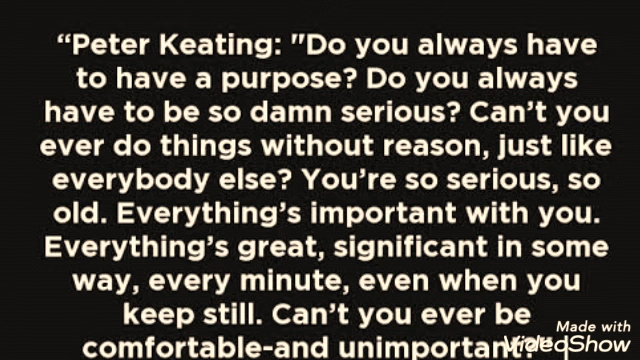 “Peter Keating: "Do you always have
to have a purpose? Do you always
have to be so damn serious? Can’t you
ever do things without reason, just like
everybody else? You’re so serious, so
old. Everything’s important with you.
Everything’s great, significant in some
way, every minute, even when you
keep still. Can’t you ever be
comfortable-and unimportant?"
Made with
VideoShow